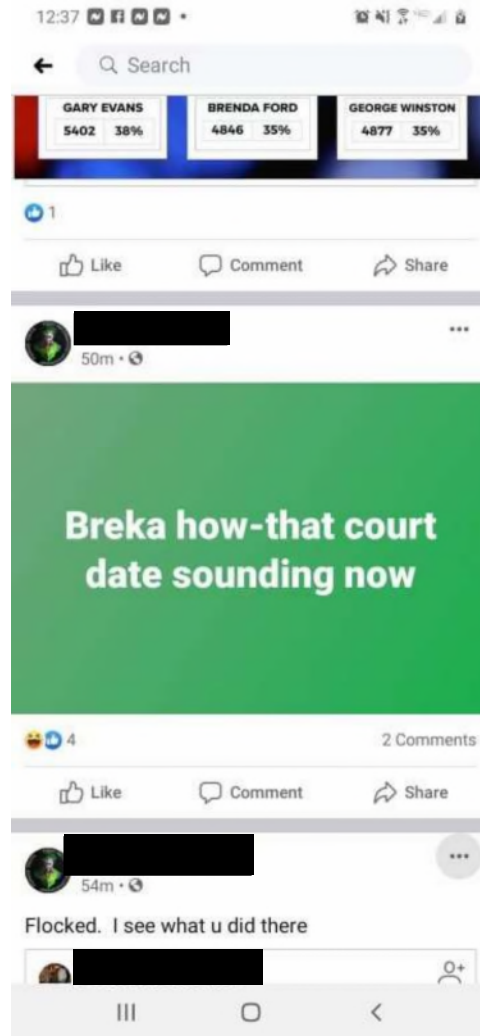 12:37
Search
GARY EVANS BRENDA FORD GEORGE WINSTON
5402 38% 4846 35% 4877 35%
1
Like Comment Share
50m
Breka how-that court
date sounding now
4 2 Comments
Like Comment Share
54m
Flocked. I see what u did there